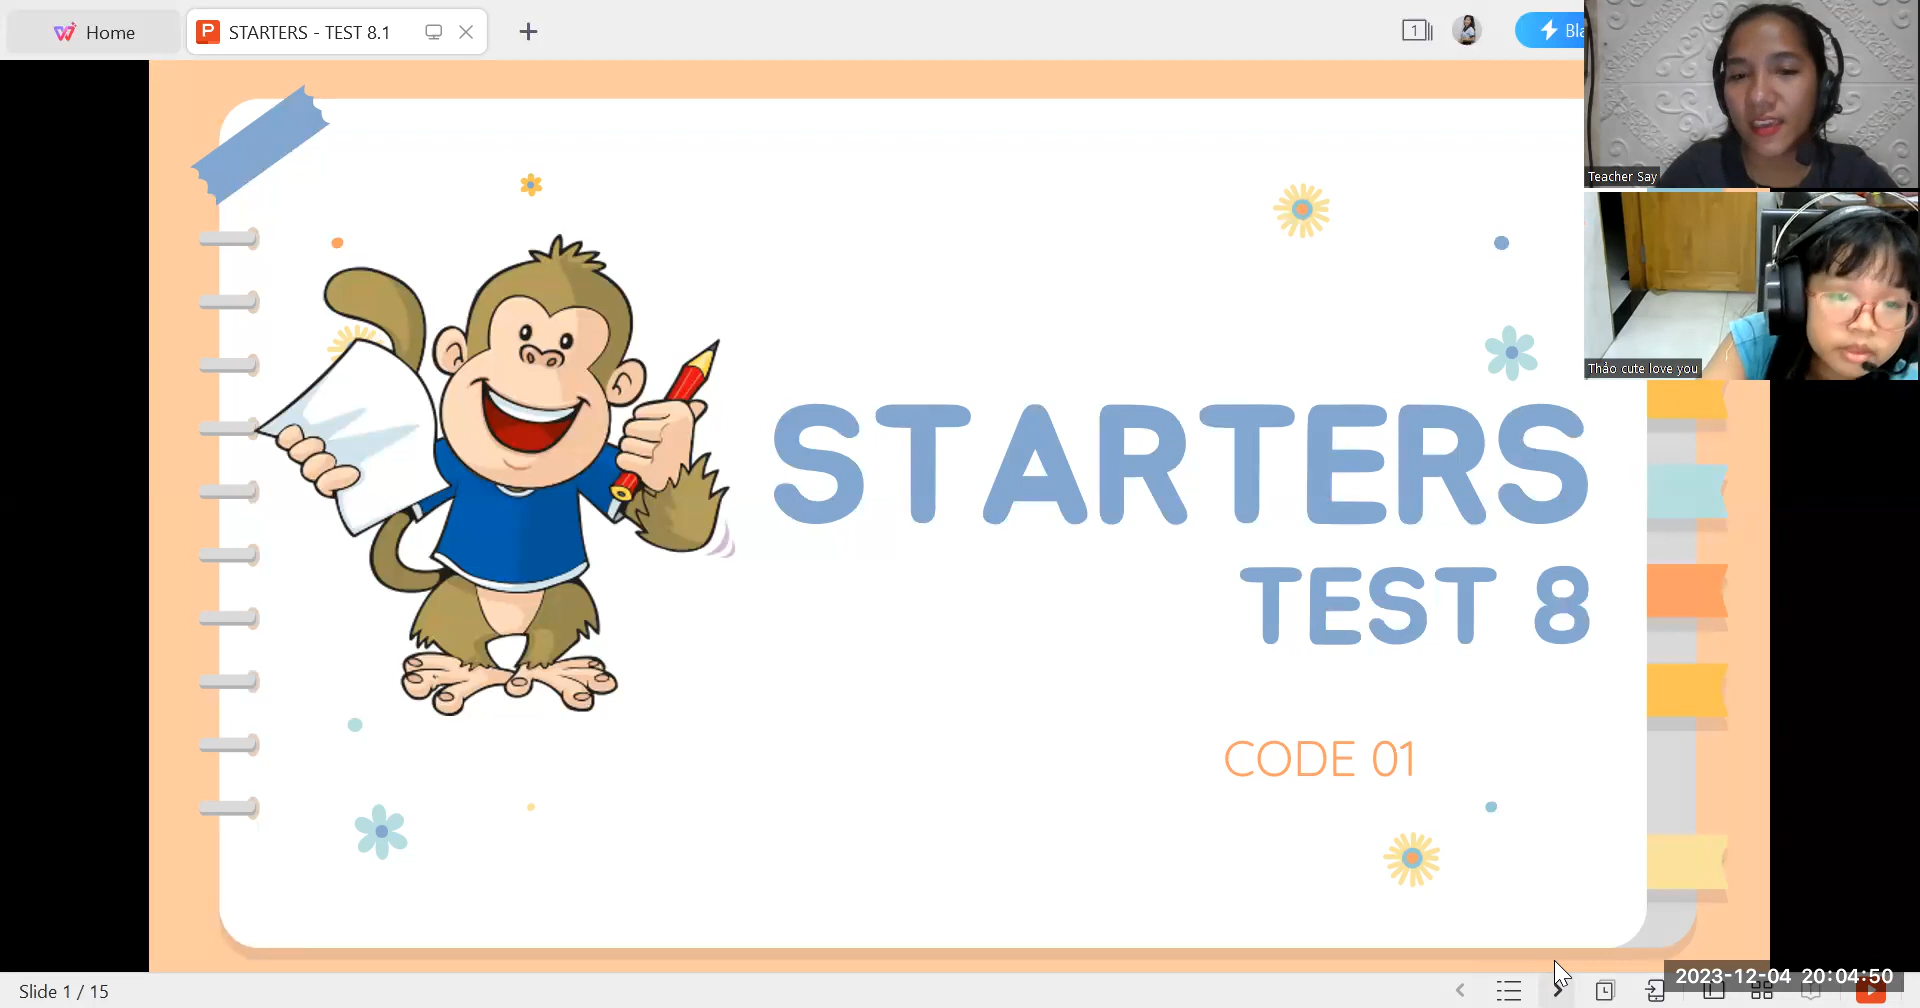 Home
STARTERS - TEST 8.1
1
Teacher Say
Thảo cute love you
STARTERS
TEST 8
CODE 01
Slide 1 / 15
2023-12-04 20:04:50